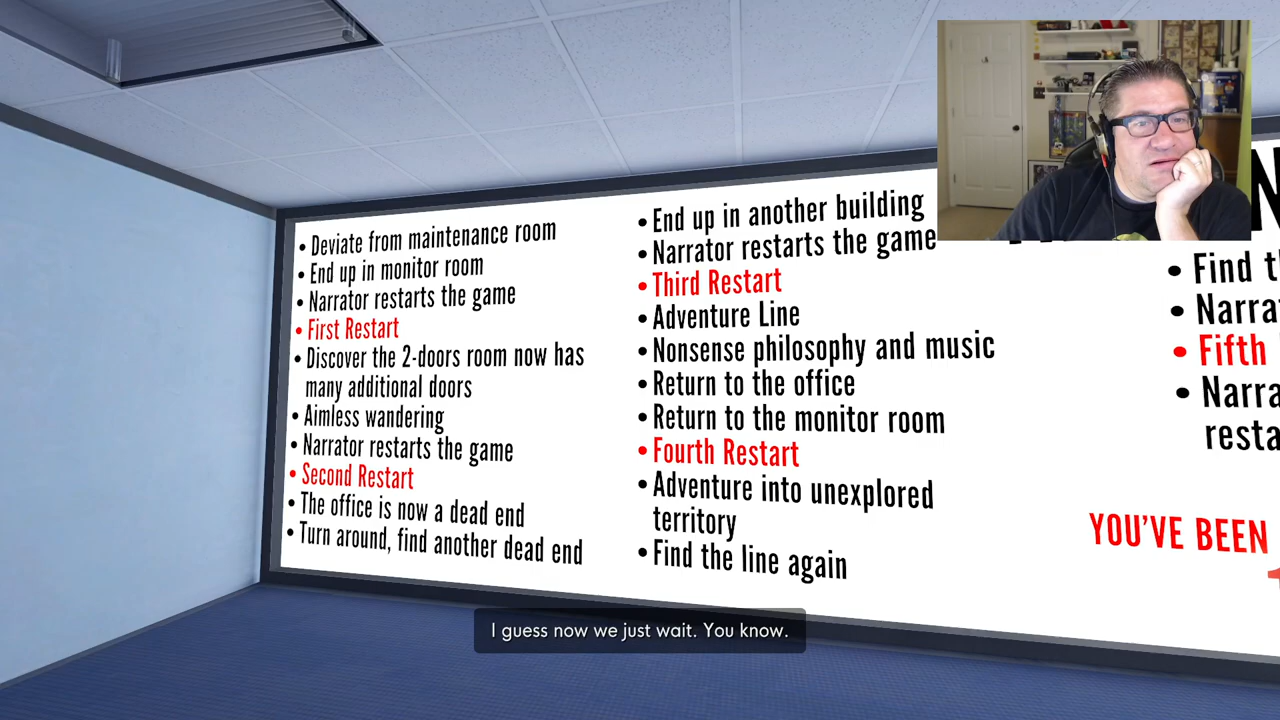 • Deviate from maintenance room
• End up in monitor room
• Narrator restarts the game
• First Restart
• Discover the 2-doors room now has
many additional doors
• Aimless wandering
• Narrator restarts the game
• Second Restart
• The office is now a dead end
• Turn around, find another dead end
• End up in another building
• Narrator restarts the game
• Third Restart
• Adventure Line
• Nonsense philosophy and music
• Return to the office
• Return to the monitor room
• Fourth Restart
• Adventure into unexplored
territory
• Find the line again
• Find
• 
• Fifth
YOU'VE BEEN
I guess now we just wait. You know.